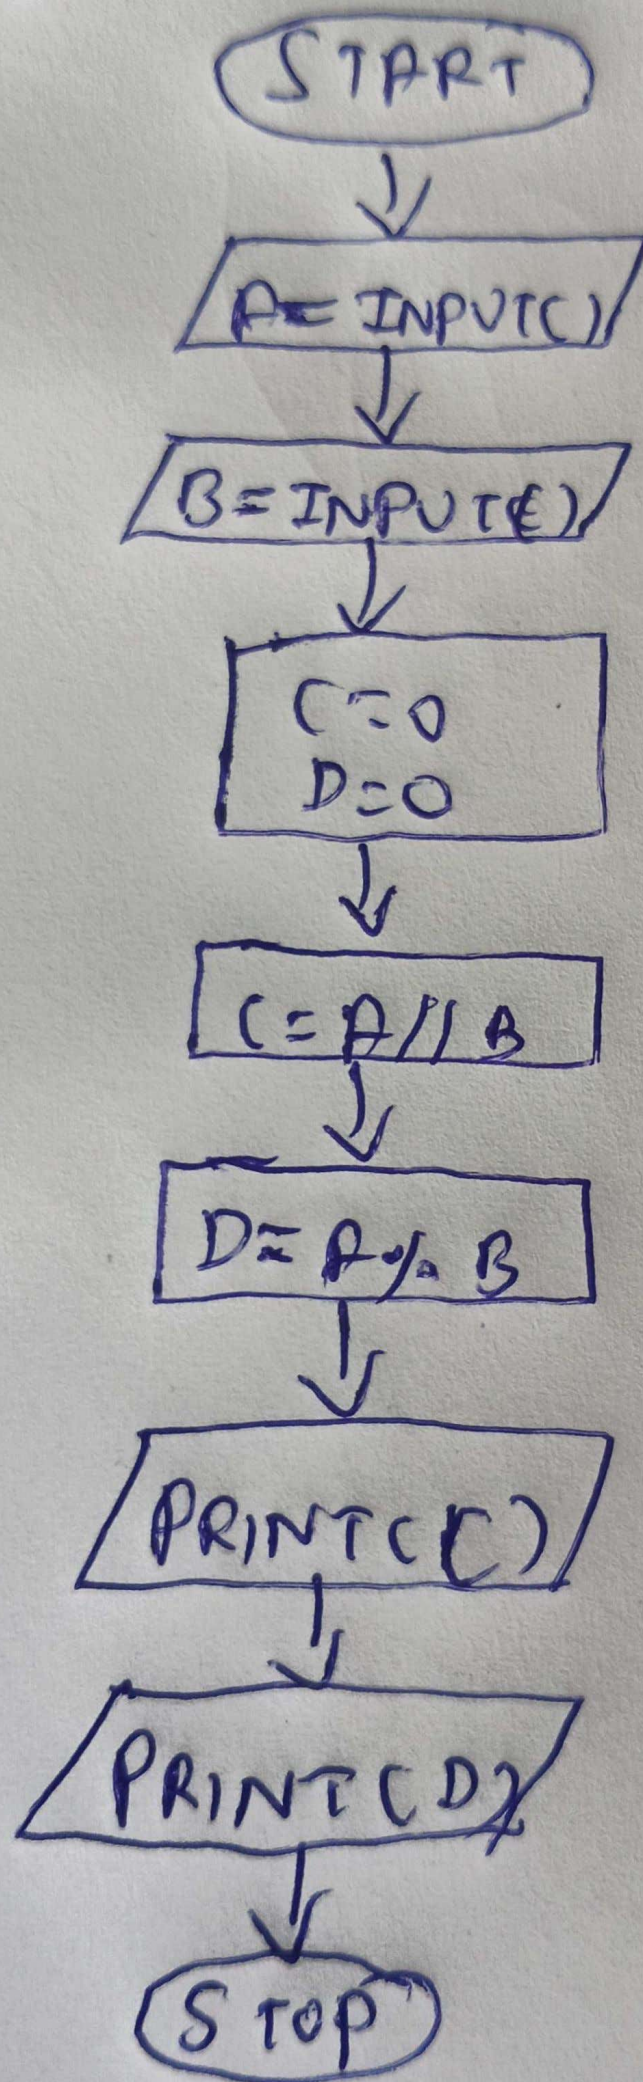 START
A= INPUT()
B=INPUT()
C=0
D=0
C=A//B
D=A%B
PRINT(C)
PRINT(D)
STOP